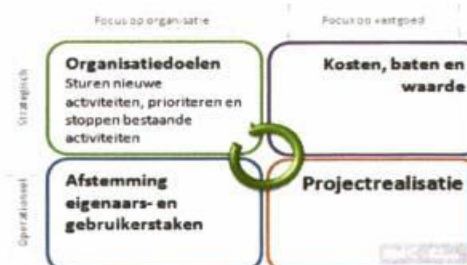 Focus op organisatie
Focus op vastgoed
Strategisch
Organisatiedoelen
Sturen nieuwe
activiteiten, prioriteren en
stoppen bestaande
activiteiten
Kosten, baten en
waarde
Operationeel
Afstemming
eigenaars- en
gebruikerstaken
Projectrealisatie